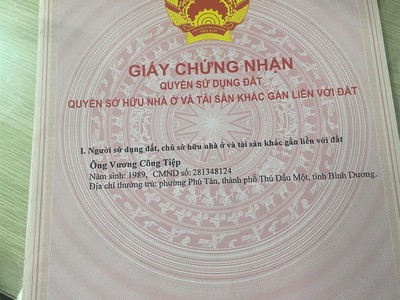 GIẤY CHỨNG NHẬN
QUYỀN SỬ DỤNG ĐẤT
QUYỀN SỞ HỮU NHÀ Ở VÀ TÀI SẢN KHÁC GẮN LIỀN VỚI ĐẤT
I. Người sử dụng đất, chủ sở hữu nhà ở và tài sản khác gắn liền với đất
Ông Vương Công Tiệp
Năm sinh: 1989, CMND số: 281348124
Địa chỉ thường trú: phường Phú Tân, thành phố Thủ Dầu Một, tỉnh Bình Dương.